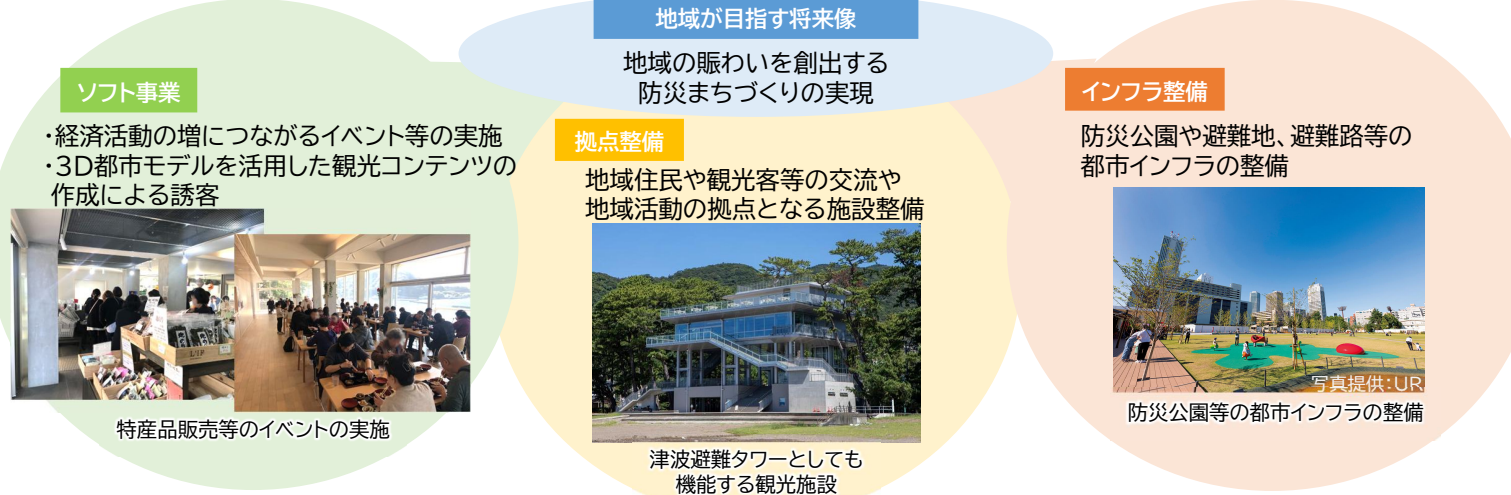 地域が目指す将来像
地域の賑わいを創出する
防災まちづくりの実現
ソフト事業
・経済活動の増につながるイベント等の実施
・3D都市モデルを活用した観光コンテンツの
作成による誘客
特産品販売等のイベントの実施
拠点整備
地域住民や観光客等の交流や
地域活動の拠点となる施設整備
津波避難タワーとしても
機能する観光施設
インフラ整備
防災公園や避難地、避難路等の
都市インフラの整備
写真提供:UR
防災公園等の都市インフラの整備